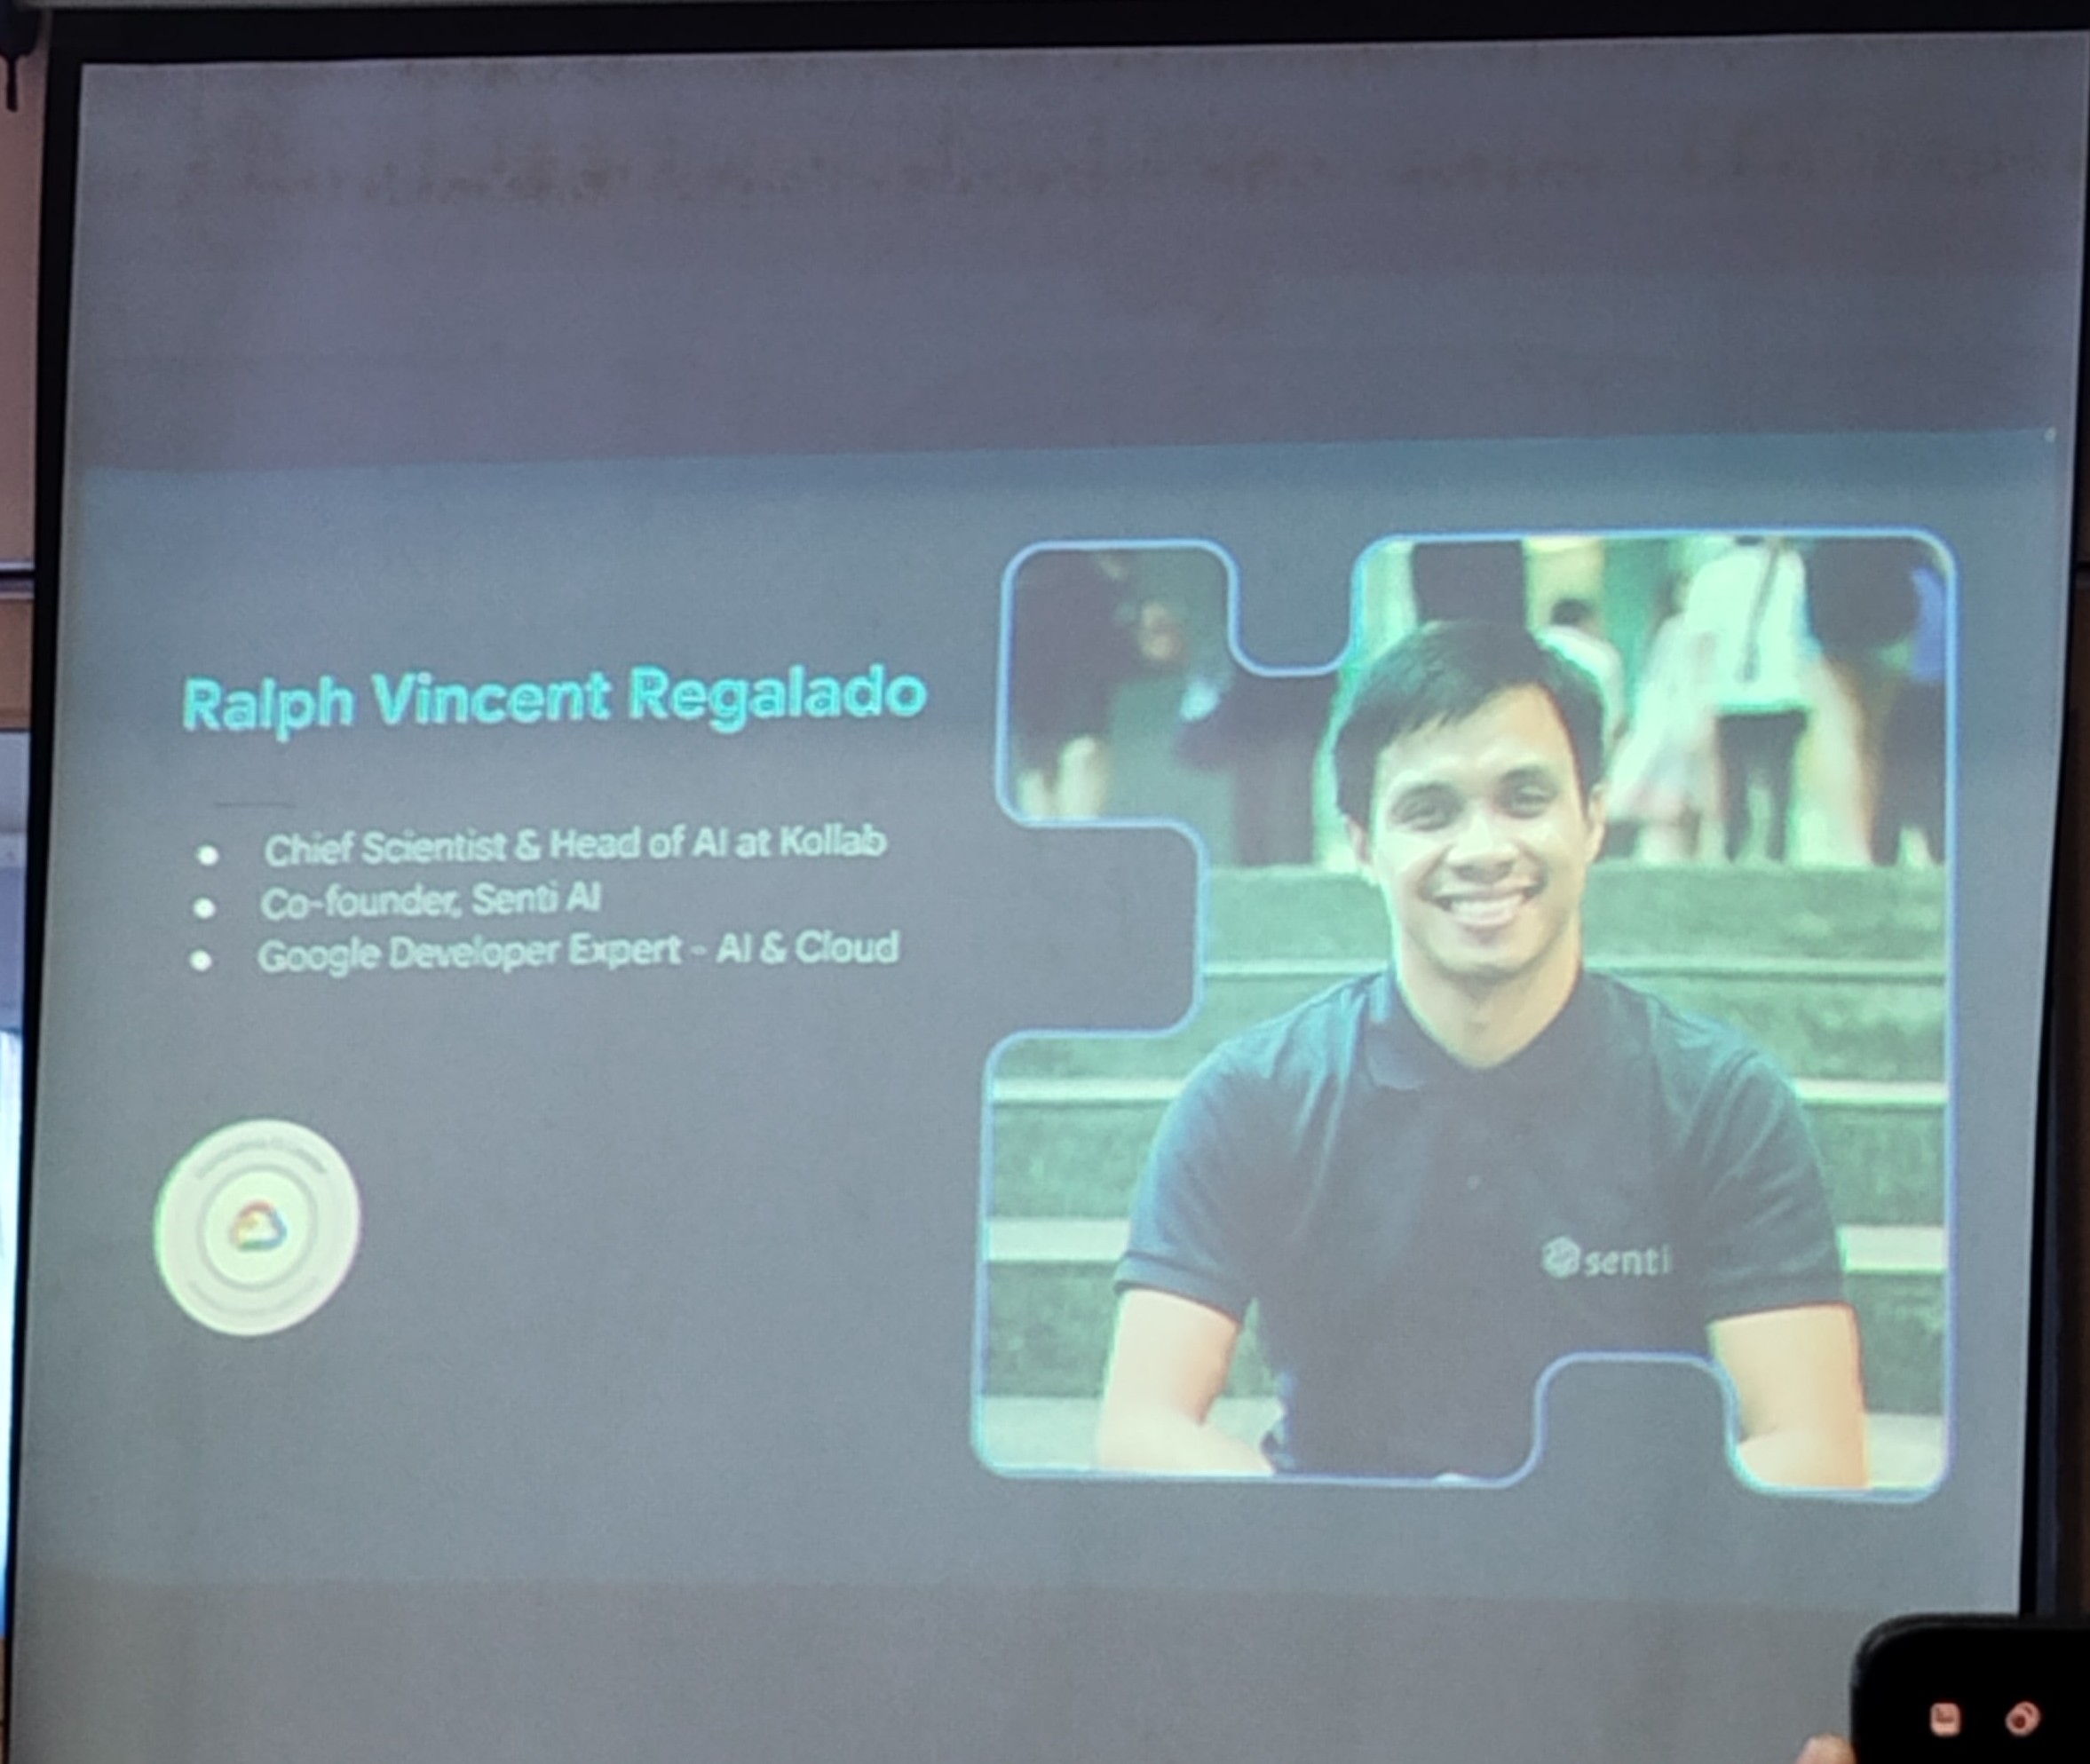 Ralph Vincent Regalado
Chief Scientist & Head of AI at Kollab
Co-founder, Senti AI
Google Developer Expert - AI & Cloud
senti